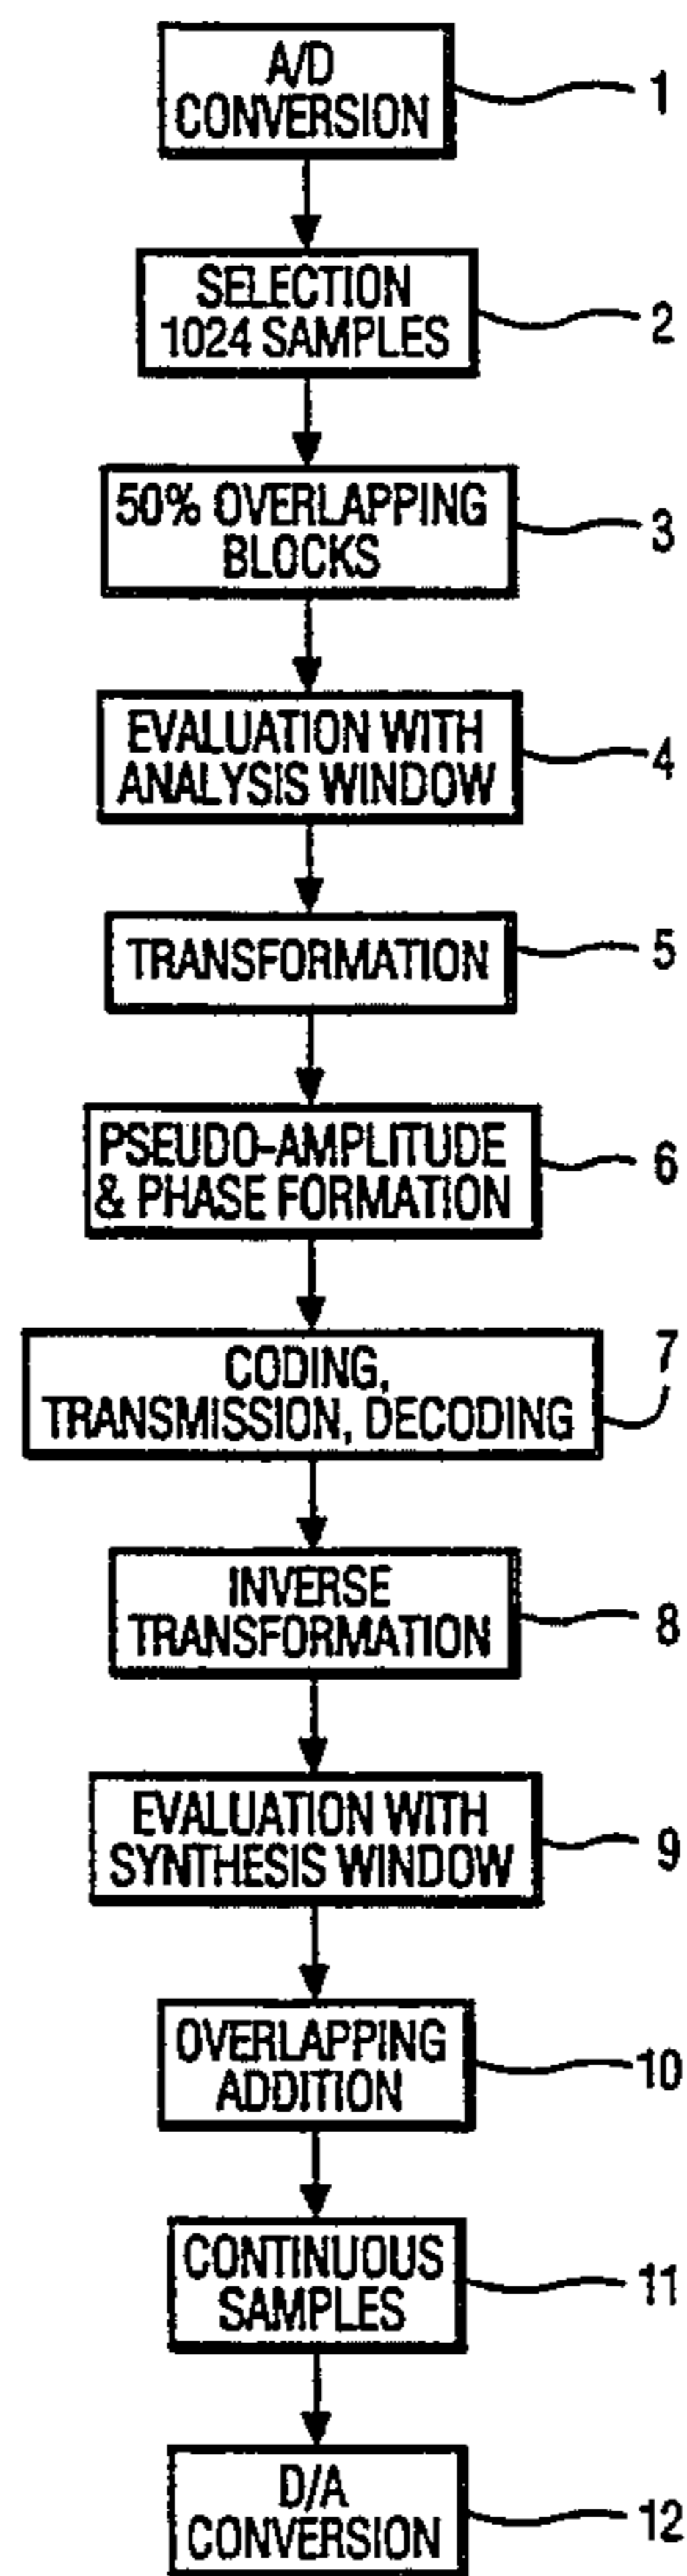 A/D
CONVERSION
1
SELECTION
1024 SAMPLES
2
50% OVERLAPPING
BLOCKS
3
EVALUATION WITH
ANALYSIS WINDOW
4
TRANSFORMATION
5
PSEUDO-AMPLITUDE
& PHASE FORMATION
6
CODING,
TRANSMISSION, DECODING
7
INVERSE
TRANSFORMATION
8
EVALUATION WITH
SYNTHESIS WINDOW
9
OVERLAPPING
ADDITION
10
CONTINUOUS
SAMPLES
11
D/A
CONVERSION
12